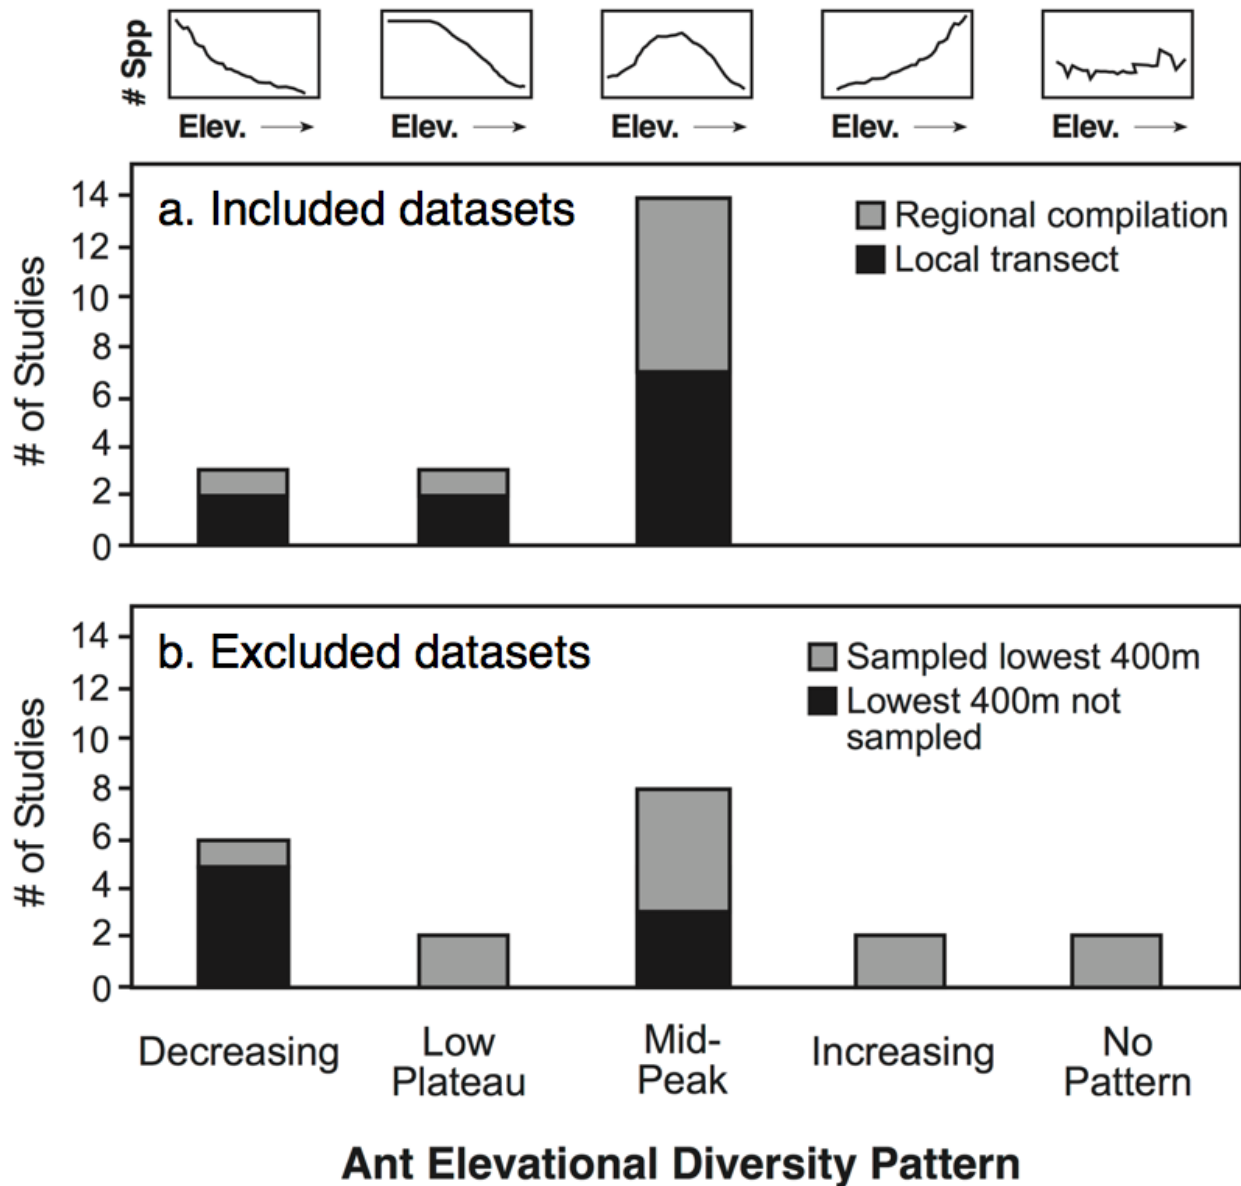 # Spp
Elev.
Elev.
Elev.
Elev.
Elev.
a. Included datasets
Regional compilation
Local transect
# of Studies
14
12
10
8
6
4
2
0
b. Excluded datasets
Sampled lowest 400m
Lowest 400m not
sampled
# of Studies
14
12
10
8
6
4
2
0
Decreasing
Low
Plateau
Mid-
Peak
Increasing
No
Pattern
Ant Elevational Diversity Pattern